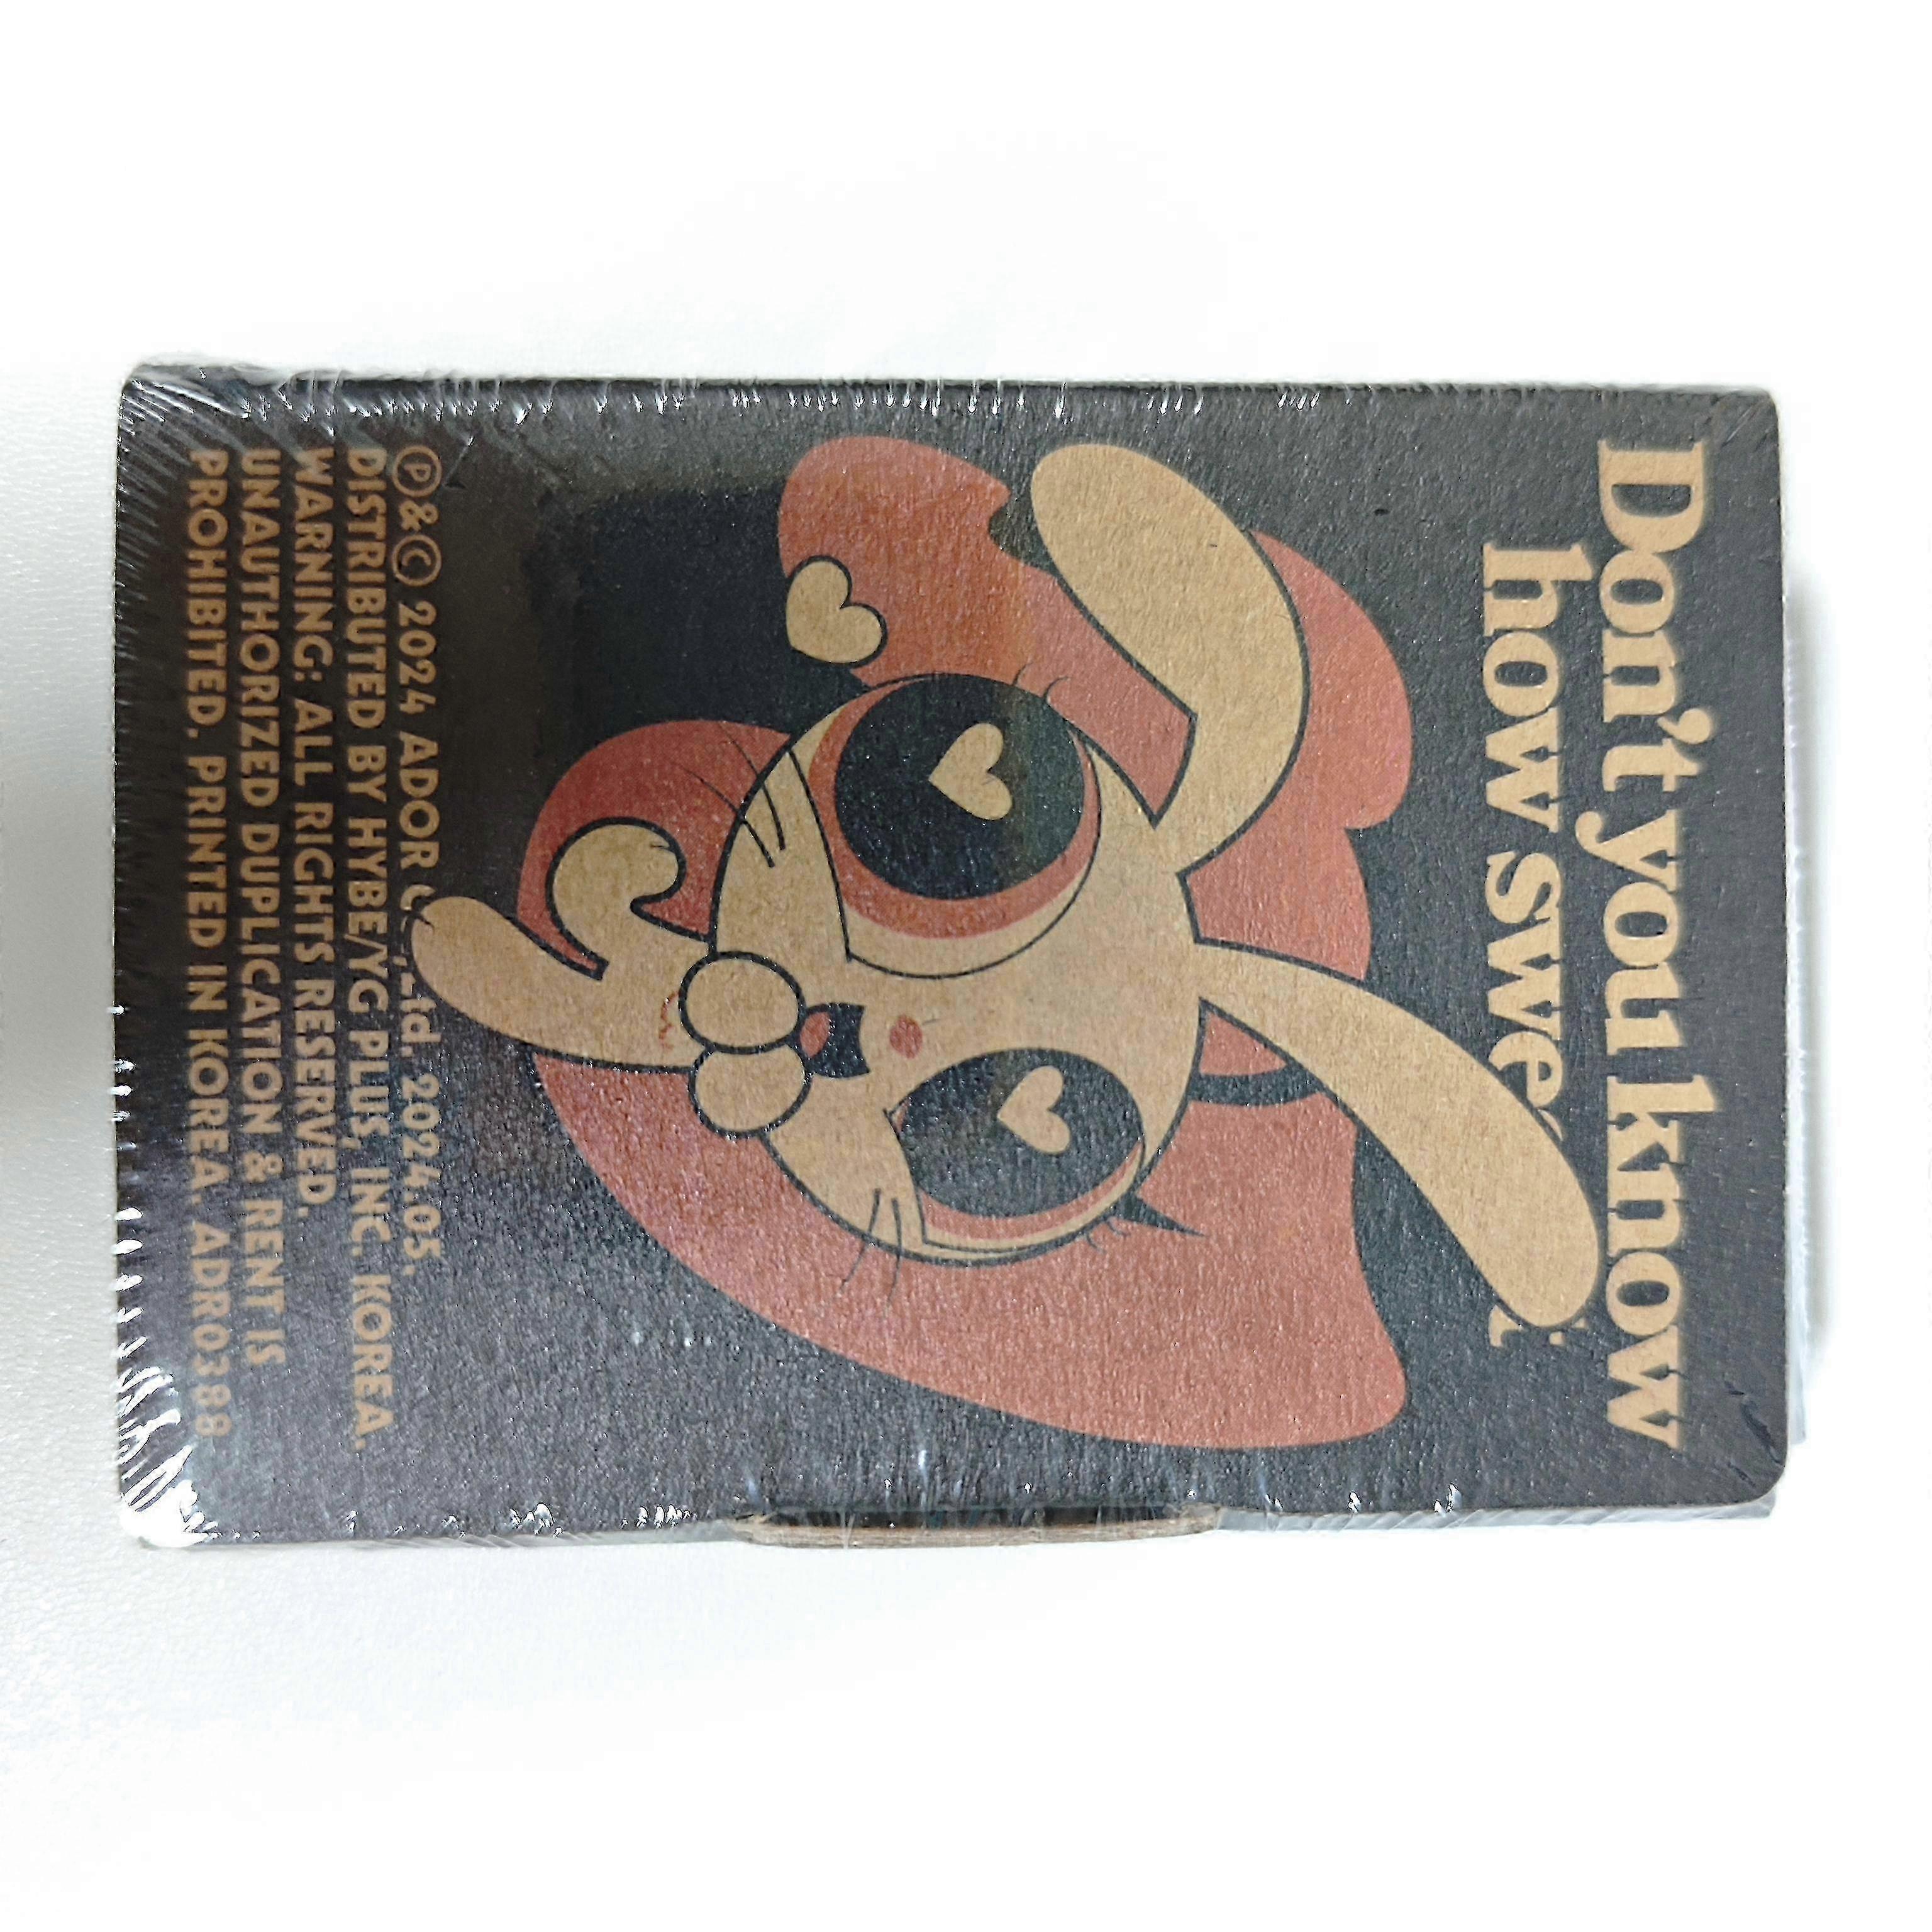 Don't you know
how swe
Ⓟ&Ⓒ 2024 ADOR Ltd. 2024.05.
DISTRIBUTED BY HYBE/YG PLUS, INC. KOREA.
WARNING: ALL RIGHTS RESERVED.
UNAUTHORIZED DUPLICATION & RENT IS
PROHIBITED. PRINTED IN KOREA. ADR0388